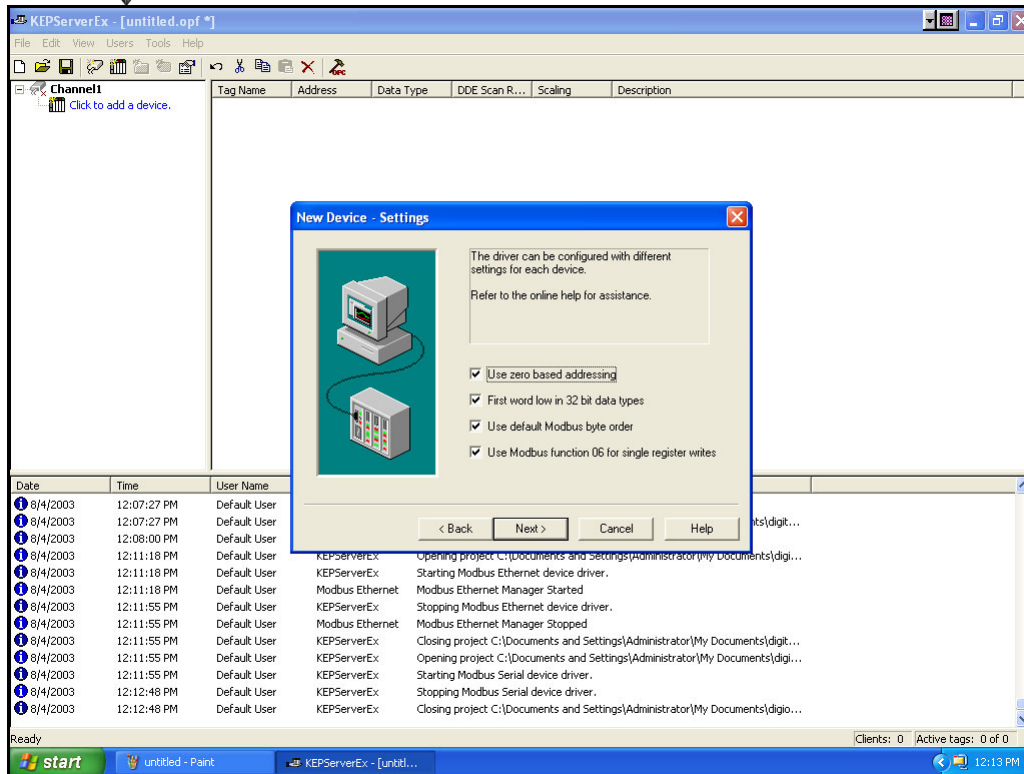 KEPServerEx - [untitled.opf *]
File Edit View Users Tools Help
Channel1
Click to add a device.
Tag Name Address Data Type DDE Scan R... Scaling Description
New Device - Settings
The driver can be configured with different
settings for each device.
Refer to the online help for assistance.
Use zero based addressing
First word low in 32 bit data types
Use default Modbus byte order
Use Modbus function 06 for single register writes
< Back Next > Cancel Help
Date Time User Name
8/4/2003 12:07:27 PM Default User
8/4/2003 12:07:27 PM Default User nts\digit...
8/4/2003 12:08:00 PM Default User
8/4/2003 12:11:18 PM Default User KEPServerEx Opening project C:\Documents and Settings\Administrator\My Documents\digi...
8/4/2003 12:11:18 PM Default User KEPServerEx Starting Modbus Ethernet device driver.
8/4/2003 12:11:18 PM Default User Modbus Ethernet Modbus Ethernet Manager Started
8/4/2003 12:11:55 PM Default User KEPServerEx Stopping Modbus Ethernet device driver.
8/4/2003 12:11:55 PM Default User Modbus Ethernet Modbus Ethernet Manager Stopped
8/4/2003 12:11:55 PM Default User KEPServerEx Closing project C:\Documents and Settings\Administrator\My Documents\digit...
8/4/2003 12:11:55 PM Default User KEPServerEx Opening project C:\Documents and Settings\Administrator\My Documents\digi...
8/4/2003 12:11:55 PM Default User KEPServerEx Starting Modbus Serial device driver.
8/4/2003 12:12:48 PM Default User KEPServerEx Stopping Modbus Serial device driver.
8/4/2003 12:12:48 PM Default User KEPServerEx Closing project C:\Documents and Settings\Administrator\My Documents\digio...
Ready Clients: 0 Active tags: 0 of 0
start untitled - Paint KEPServerEx - [untitl... 12:13 PM